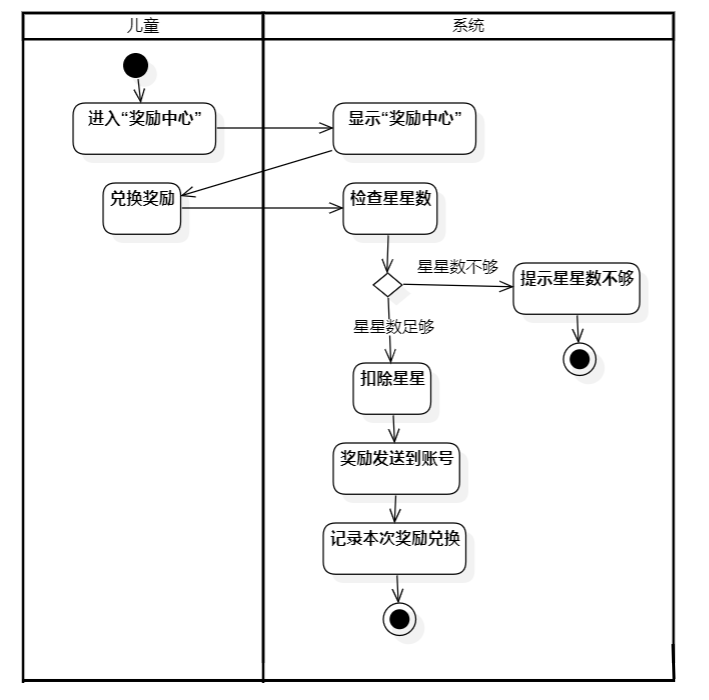 儿童
系统
进入“奖励中心”
显示“奖励中心”
兑换奖励
检查星星数
星星数不够
提示星星数不够
星星数足够
扣除星星
奖励发送到账号
记录本次奖励兑换